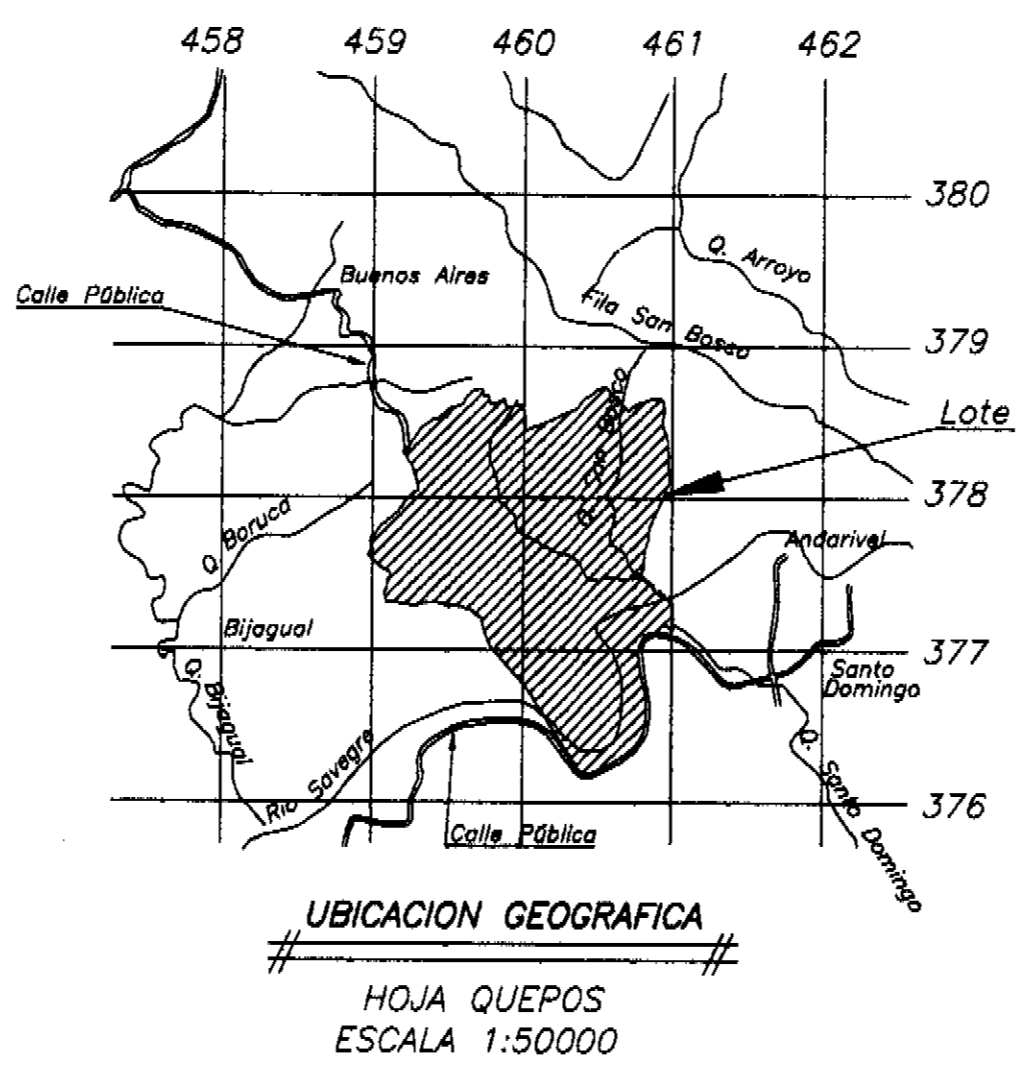 458 459 460 461 462
380
Q. Arroyo
Buenos Aires
Calle Pública
Fila San Bosco
379
Lote
Q. San Bosco
378
Q. Boruca
Andarivel
Bijagual
377
Santo
Domingo
Q. Bijagual
Río Savegre
Q. Santo Domingo
376
Calle Pública
UBICACION GEOGRAFICA
HOJA QUEPOS
ESCALA 1:50000